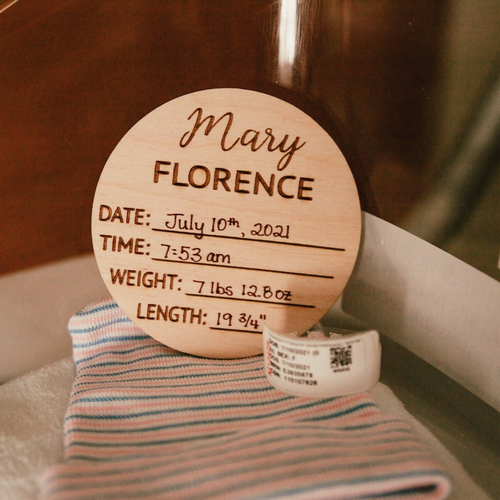 Mary
FLORENCE
DATE: July 10th, 2021
TIME: 7:53 am
WEIGHT: 7 lbs 12.8 oz
LENGTH: 19 3/4"